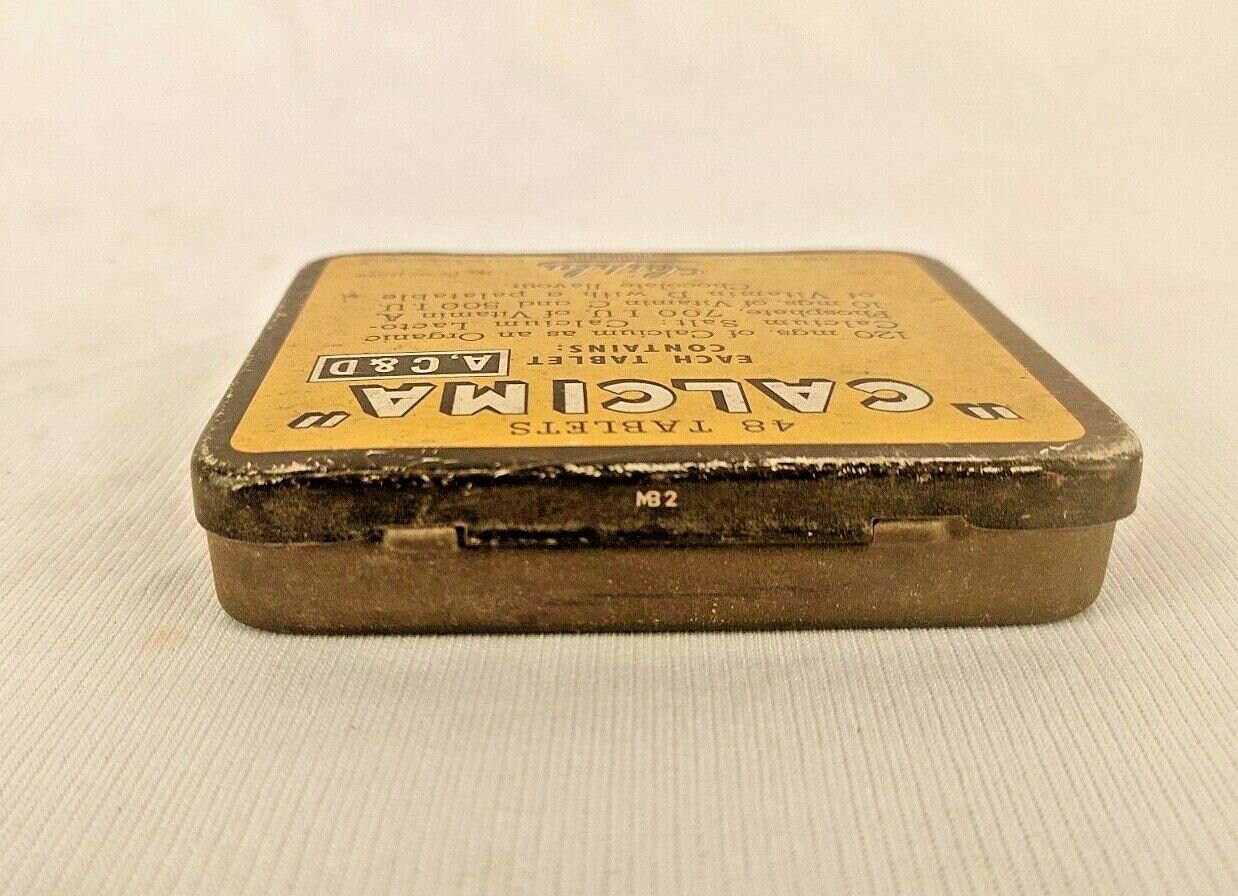 48 TABLETS
"CALCIMA"
EACH TABLET
CONTAINS:
A, C & D
120 mgs. of Calcium as an Organic
Calcium Salt: Calcium Lacto-
Phosphate, 700 I.U. of Vitamin A
10 mgs of Vitamin C and 500 I.U.
of Vitamin D with a palatable
Chocolate flavour.
MB2